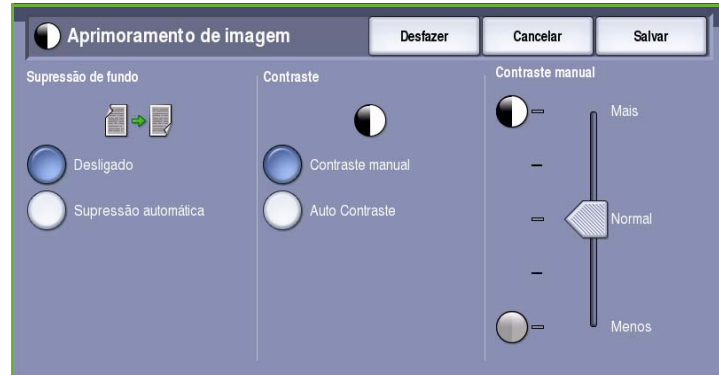 Aprimoramento de imagem
Desfazer
Cancelar
Salvar
Supressão de fundo
Desligado
Supressão automática
Contraste
Contraste manual
Auto Contraste
Contraste manual
Mais
Normal
Menos